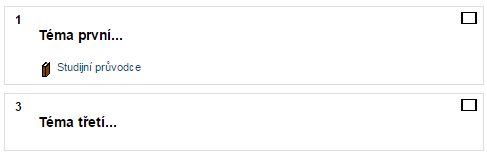 1
Téma první...
Studijní průvodce
3
Téma třetí...